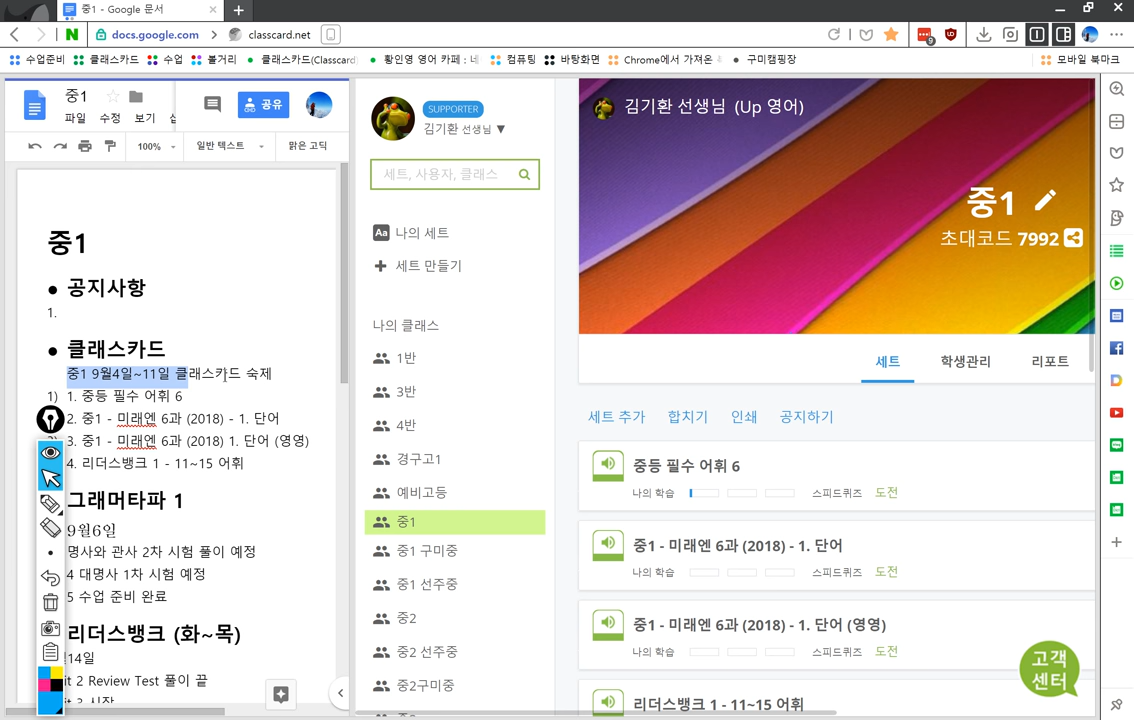 중1 - Google 문서
docs.google.com > classcard.net
9
수업준비 클래스카드 수업 볼거리 클래스카드(Classcard 황인영 영어 카페 : 네 컴퓨팅 바탕화면 Chrome에서 가져온 구미캠핑장 모바일 북마크
중1
파일 수정 보기
공유
100% 일반 텍스트 맑은 고딕
중1
● 공지사항
1.
● 클래스카드
중1 9월4일~11일 클래스카드 숙제
1) 1. 중등 필수 어휘 6
2. 중1 - 미래엔 6과 (2018) - 1. 단어
3. 중1 - 미래엔 6과 (2018) 1. 단어 (영영)
4. 리더스뱅크 1 - 11~15 어휘
그래머타파 1
9월6일
• 명사와 관사 2차 시험 풀이 예정
4 대명사 1차 시험 예정
5 수업 준비 완료
리더스뱅크 (화~목)
14일
it 2 Review Test 풀이 끝
SUPPORTER
김기환 선생님 ▼
세트, 사용자, 클래스
Aa 나의 세트
세트 만들기
나의 클래스
1반
3반
4반
경구고1
예비고등
중1
중1 구미중
중1 선주중
중2
중2 선주중
중2구미중
김기환 선생님 (Up 영어)
중1
초대코드 7992
세트 학생관리 리포트
세트 추가 합치기 인쇄 공지하기
중등 필수 어휘 6
나의 학습 스피드퀴즈 도전
중1 - 미래엔 6과 (2018) - 1. 단어
나의 학습 스피드퀴즈 도전
중1 - 미래엔 6과 (2018) - 1. 단어 (영영)
나의 학습 스피드퀴즈 도전
리더스뱅크 1 - 11~15 어휘
고객
센터